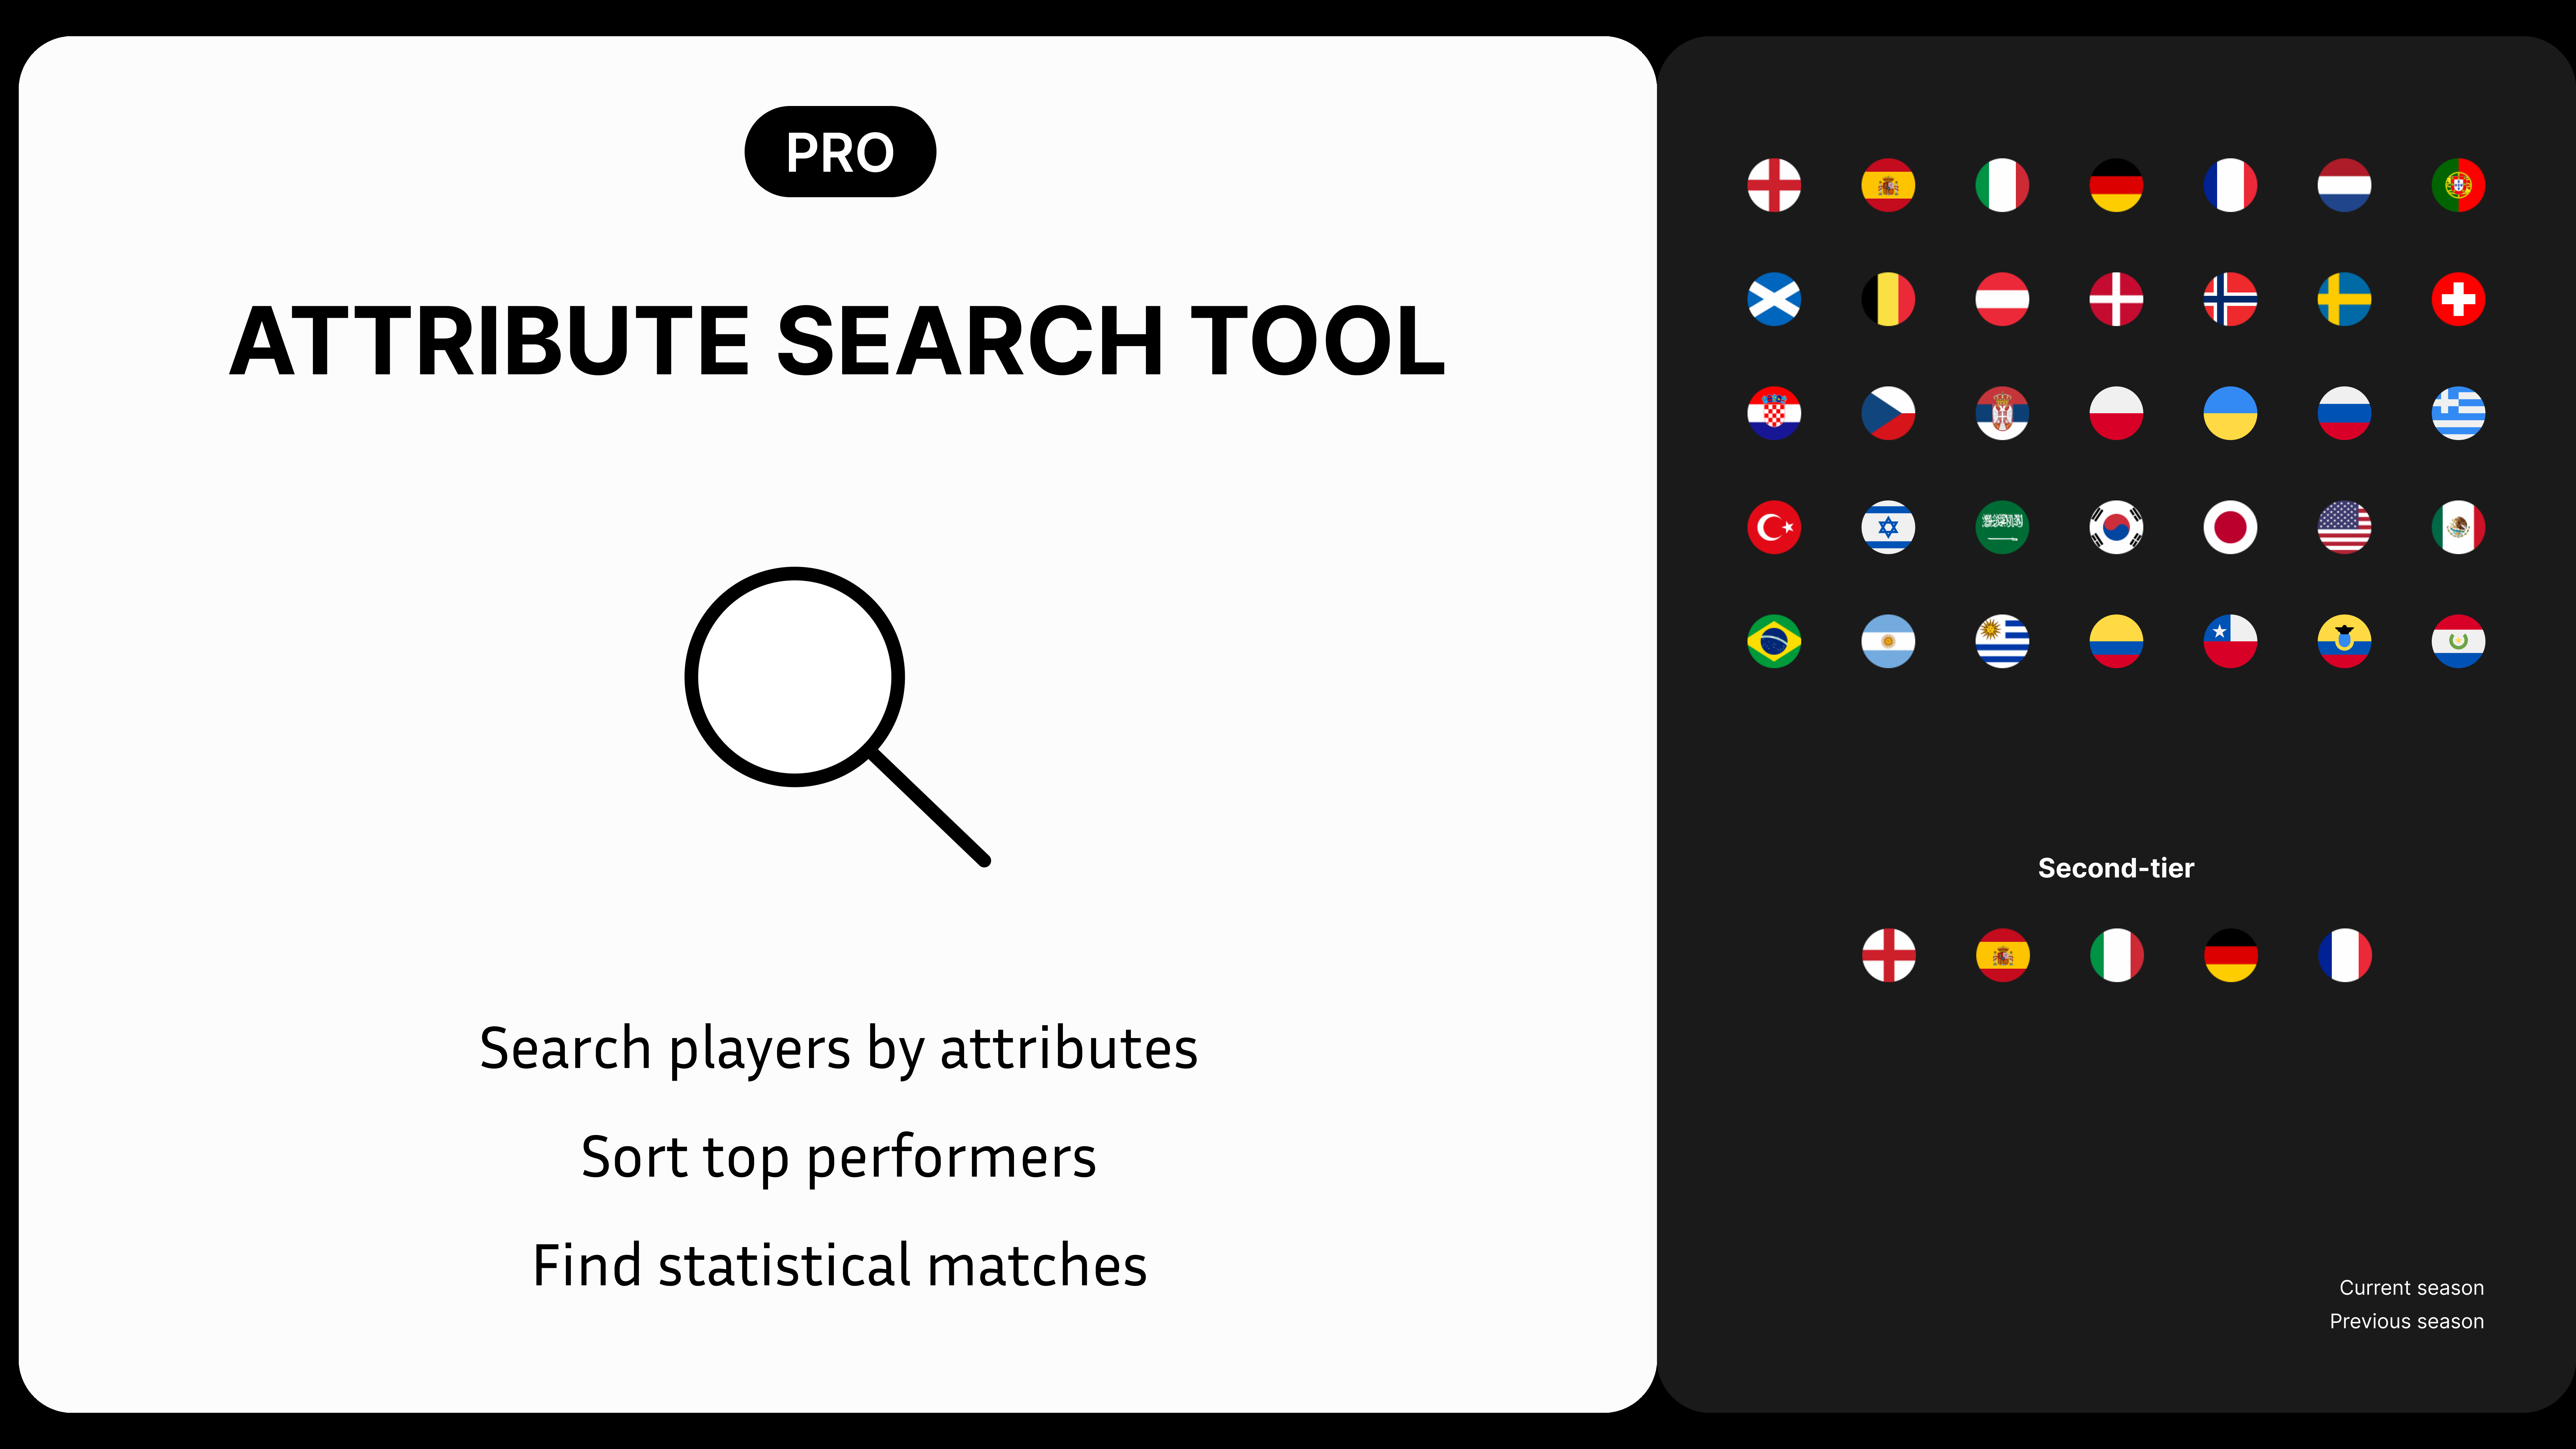 PRO
ATTRIBUTE SEARCH TOOL
Search players by attributes
Sort top performers
Find statistical matches
Second-tier
Current season
Previous season